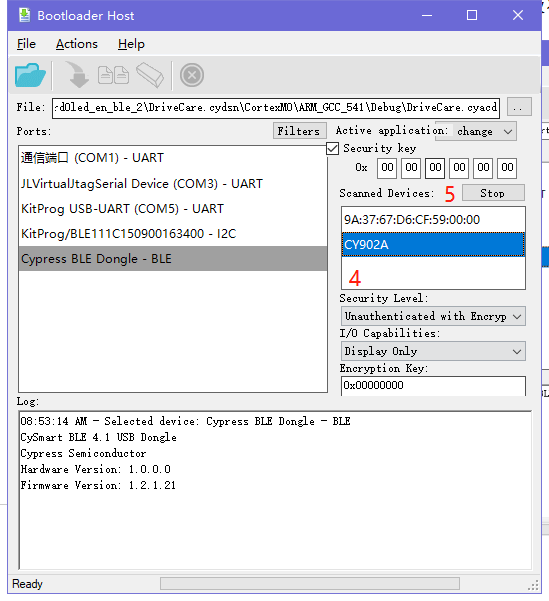 Bootloader Host
File Actions Help
File: rdOled_en_ble_2\DriveCare.cydsn\CortexM0\ARM_GCC_541\Debug\DriveCare.cyacd ..
Ports: Filters Active application: change
Security key
0x 00 00 00 00 00 00
Scanned Devices: 5 Stop
通信端口 (COM1) - UART
JLVirtualJtagSerial Device (COM3) - UART
KitProg USB-UART (COM5) - UART
KitProg/BLE111C150900163400 - I2C
Cypress BLE Dongle - BLE
9A:37:67:D6:CF:59:00:00
CY902A
4
Security Level:
Unauthenticated with Encryp
I/O Capabilities:
Display Only
Encryption Key:
0x00000000
Log:
08:53:14 AM - Selected device: Cypress BLE Dongle - BLE
CySmart BLE 4.1 USB Dongle
Cypress Semiconductor
Hardware Version: 1.0.0.0
Firmware Version: 1.2.1.21
Ready